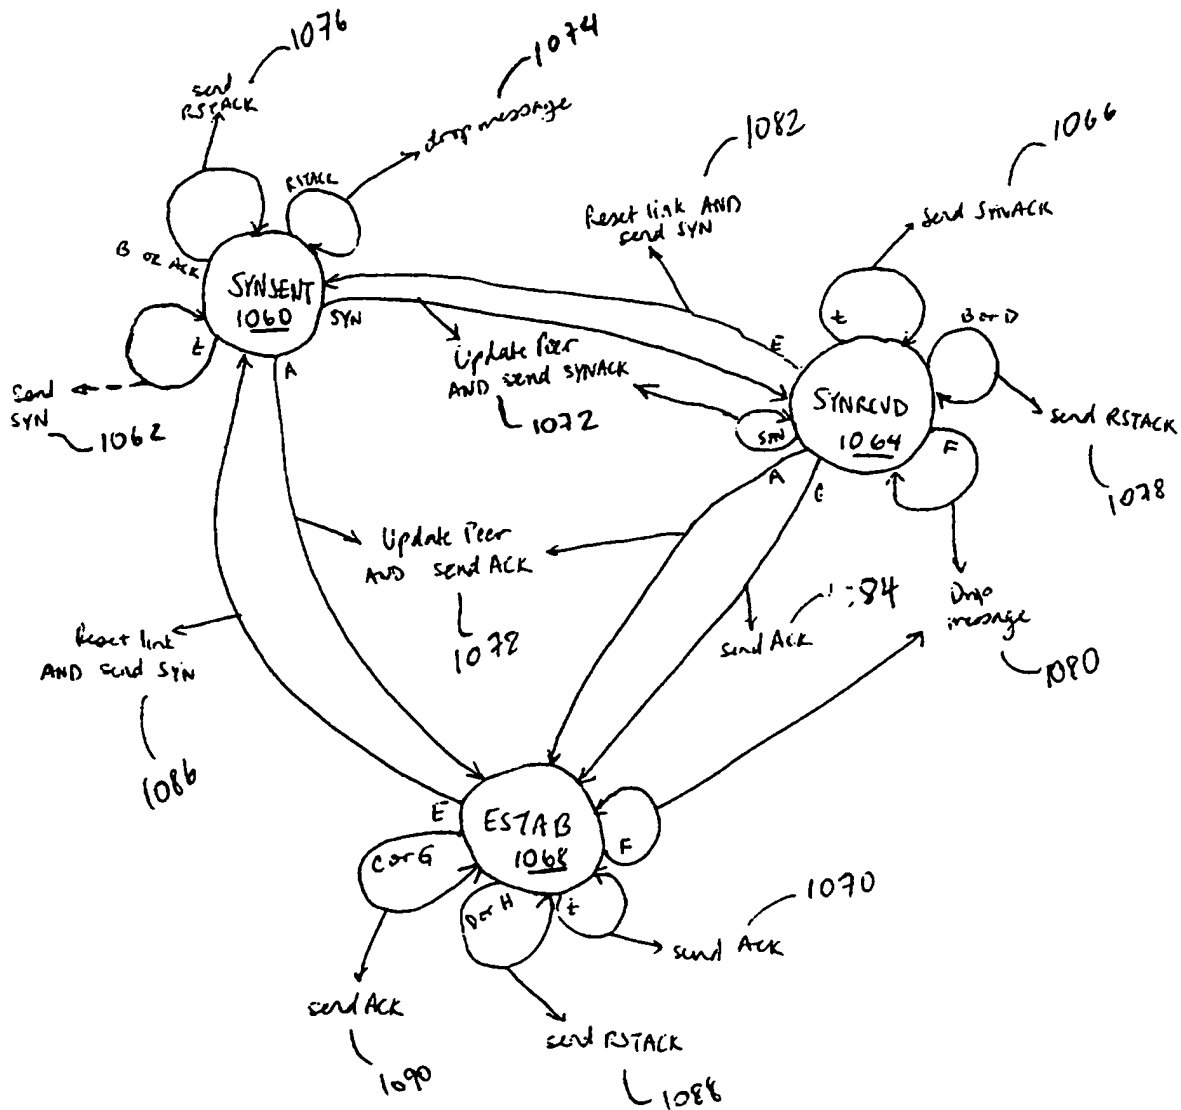 1076
1074
send
RSTACK
drop message
1082
1066
RSTACK
Reset link AND
send SYN
send SYNACK
B or ACK
SYNSENT
1060
SYN
t
A
Send
SYN
1062
Update Peer
AND send SYNACK
1072
E
t
B or D
SYNRCVD
1064
SYN
A
C
F
send RSTACK
1078
Update Peer
AND send ACK
1072
send Ack
84
Drop
message
1080
Reset link
AND send SYN
1086
E
ESTAB
1068
F
C or G
D or H
t
1070
send ACK
send ACK
1090
send RSTACK
1088